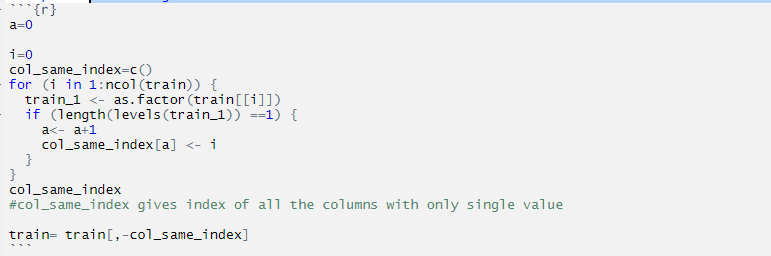 ```{r}
a=0
i=0
col_same_index=c()
for (i in 1:ncol(train)) {
  train_1 <- as.factor(train[[i]])
  if (length(levels(train_1)) ==1) {
    a<- a+1
    col_same_index[a] <- i
  }
}
col_same_index
#col_same_index gives index of all the columns with only single value
train= train[,-col_same_index]
```